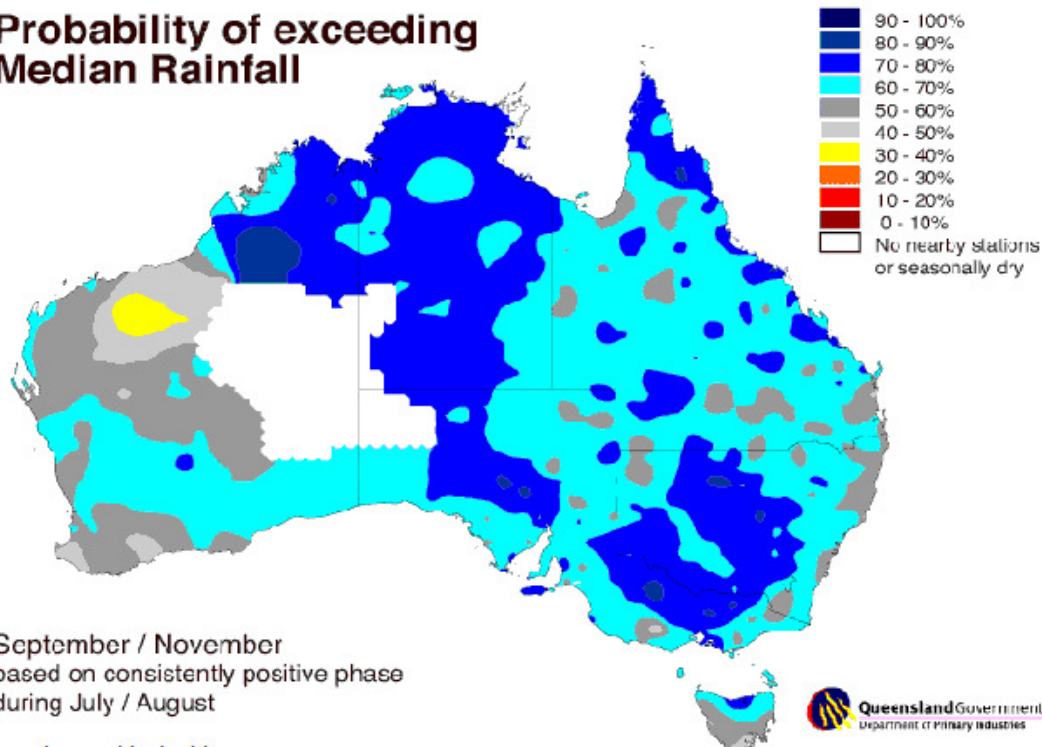 Probability of exceeding
Median Rainfall
90 - 100%
80 - 90%
70 - 80%
60 - 70%
50 - 60%
40 - 50%
30 - 40%
20 - 30%
10 - 20%
0 - 10%
No nearby stations
or seasonally dry
September / November
based on consistently positive phase
during July / August
Queensland Government
Department of Primary Industries